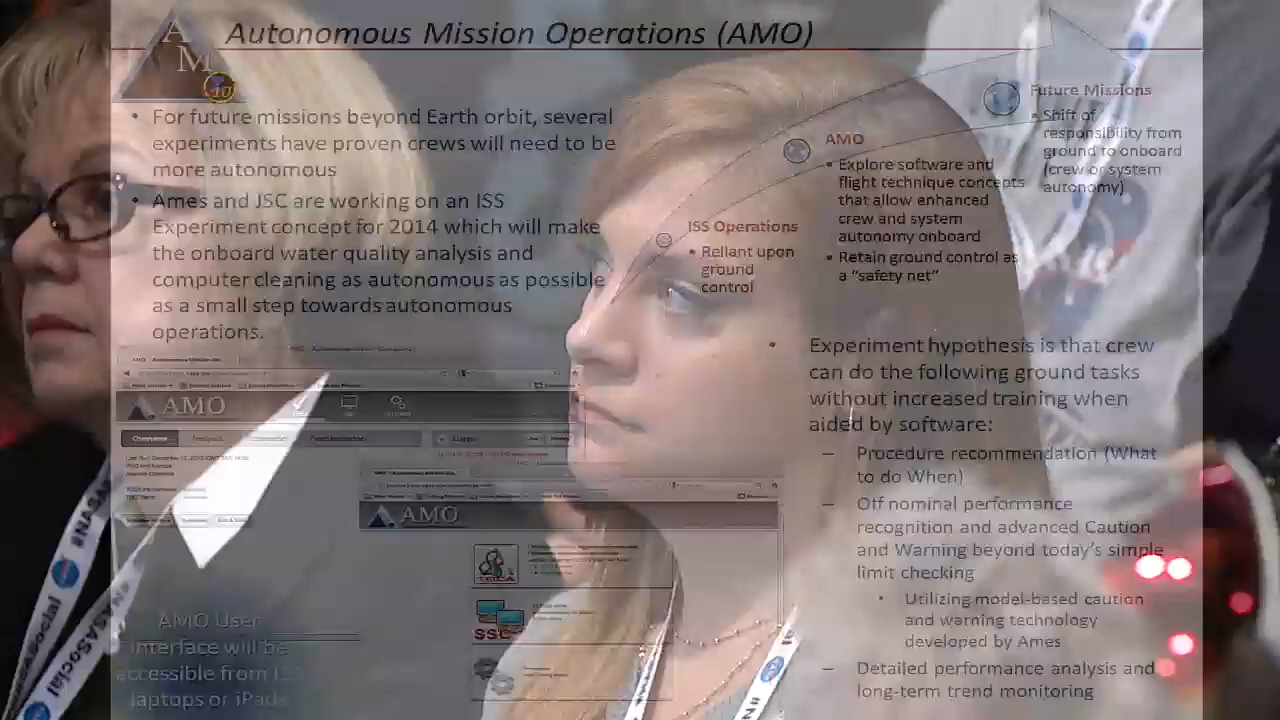 Autonomous Mission Operations (AMO)
A
M
• For future missions beyond Earth orbit, several
experiments have proven crews will need to be
more autonomous
• Ames and JSC are working on an ISS
Experiment concept for 2014 which will make
the onboard water quality analysis and
computer cleaning as autonomous as possible
as a small step towards autonomous
operations.
Future Missions
• Shift of
responsibility from
ground to onboard
(crew or system
autonomy)
AMO
• Explore software and
flight technique concepts
that allow enhanced
crew and system
autonomy onboard
• Retain ground control as
a "safety net"
ISS Operations
• Reliant upon
ground
control
• Experiment hypothesis is that crew
can do the following ground tasks
without increased training when
aided by software:
– Procedure recommendation (What
to do When)
– Off nominal performance
recognition and advanced Caution
and Warning beyond today's simple
limit checking
• Utilizing model-based caution
and warning technology
developed by Ames
– Detailed performance analysis and
long-term trend monitoring
AMO
Overview
AMO
SSC
AMO User
Interface will be
accessible from ISS
laptops or iPads
#NASASocial
#NASASocial